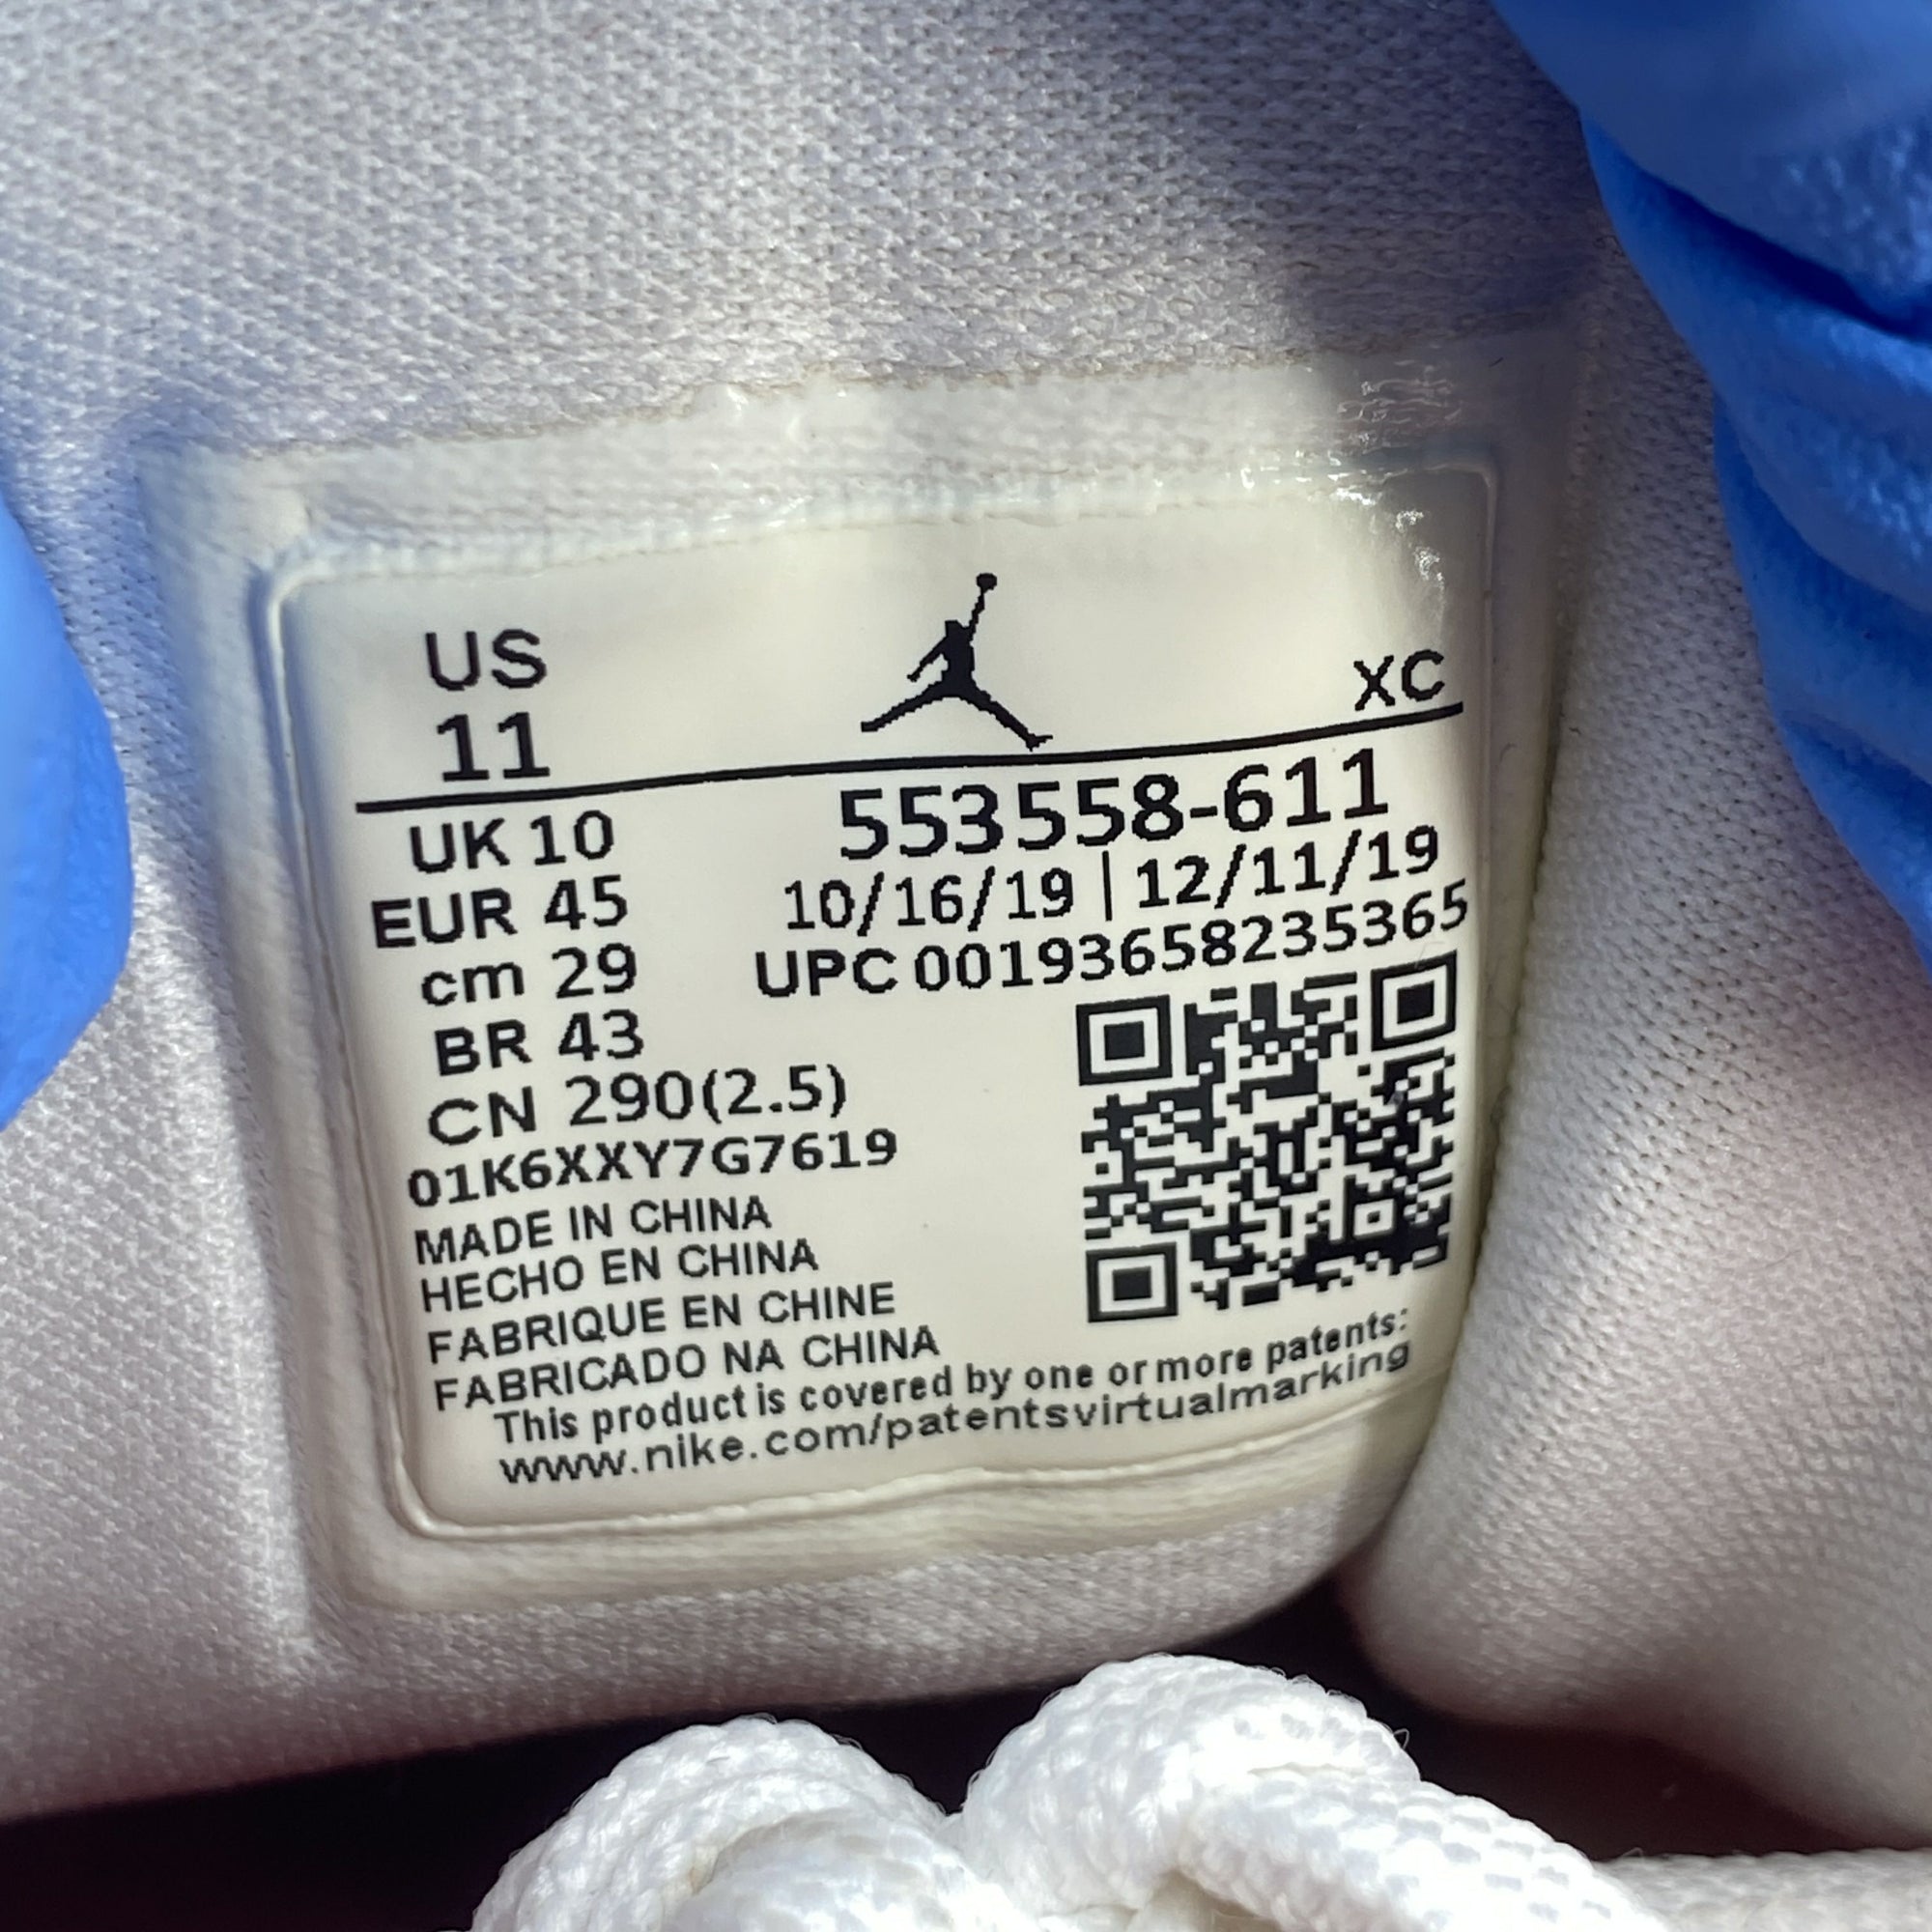 US
11
XC
UK 10
553558-611
EUR 45
10/16/19 | 12/11/19
cm 29
UPC 00193658235365
BR 43
CN 290(2.5)
01K6XXY7G7619
MADE IN CHINA
HECHO EN CHINA
FABRIQUE EN CHINE
FABRICADO NA CHINA
This product is covered by one or more patents:
www.nike.com/patentsvirtualmarking